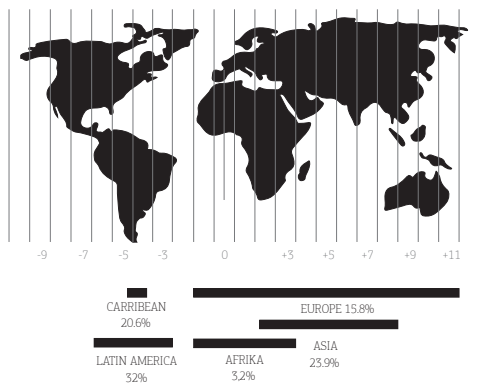 -9 -7 -5 -3 0 +3 +5 +7 +9 +11
CARRIBEAN
20.6%
EUROPE 15.8%
LATIN AMERICA
32%
AFRIKA
3,2%
ASIA
23.9%